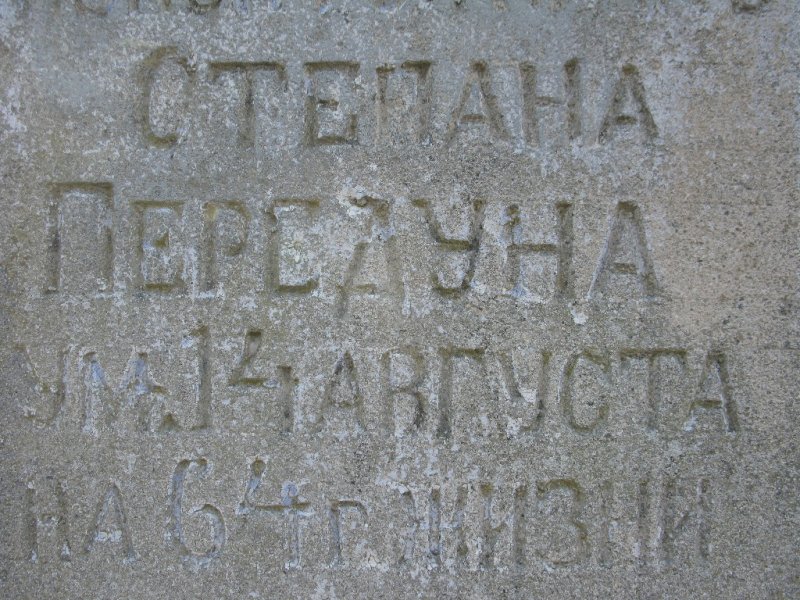 СТЕПАНА
ПЕРЕДУНА
УМ. 14 АВГУСТА
НА 64 Г. ЖИЗНИ